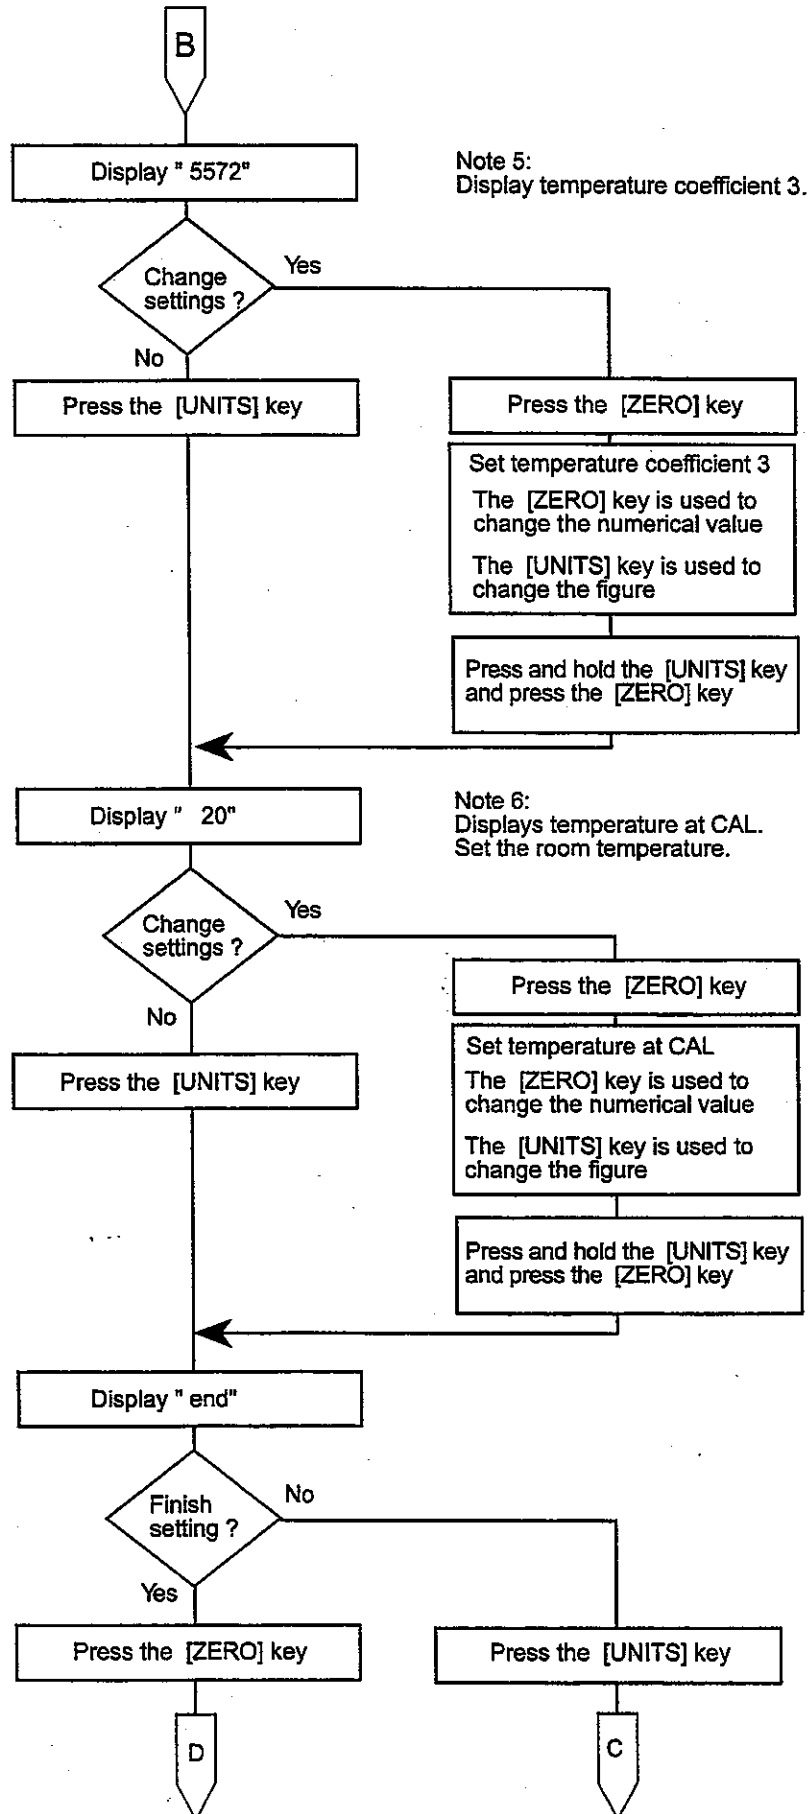 B
Display " 5572"
Note 5:
Display temperature coefficient 3.
Change
settings ?
Yes
No
Press the [UNITS] key
Press the [ZERO] key
Set temperature coefficient 3
The [ZERO] key is used to
change the numerical value
The [UNITS] key is used to
change the figure
Press and hold the [UNITS] key
and press the [ZERO] key
Display " 20"
Note 6:
Displays temperature at CAL.
Set the room temperature.
Change
settings ?
Yes
No
Press the [UNITS] key
Press the [ZERO] key
Set temperature at CAL
The [ZERO] key is used to
change the numerical value
The [UNITS] key is used to
change the figure
Press and hold the [UNITS] key
and press the [ZERO] key
Display " end"
Finish
setting ?
No
Yes
Press the [ZERO] key
Press the [UNITS] key
D
C